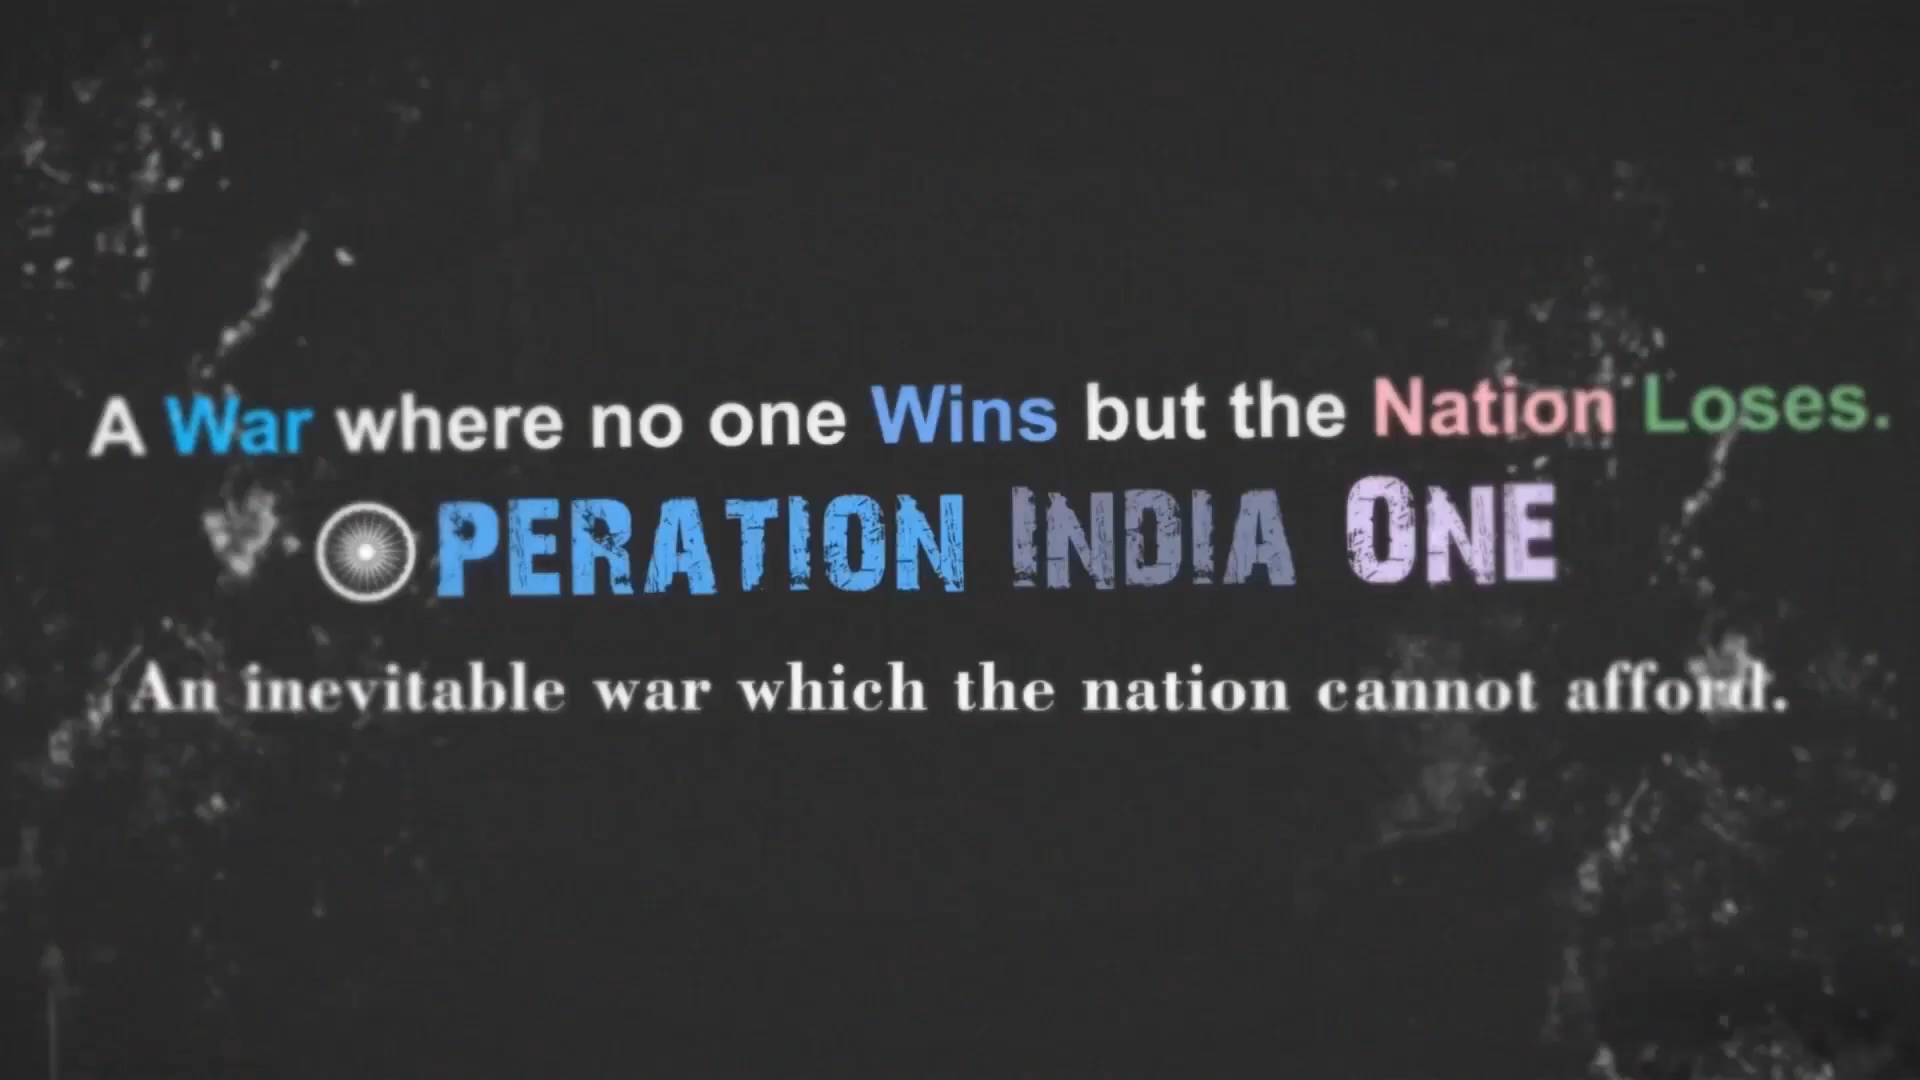 A War where no one Wins but the Nation Loses.
OPERATION INDIA ONE
An inevitable war which the nation cannot afford.